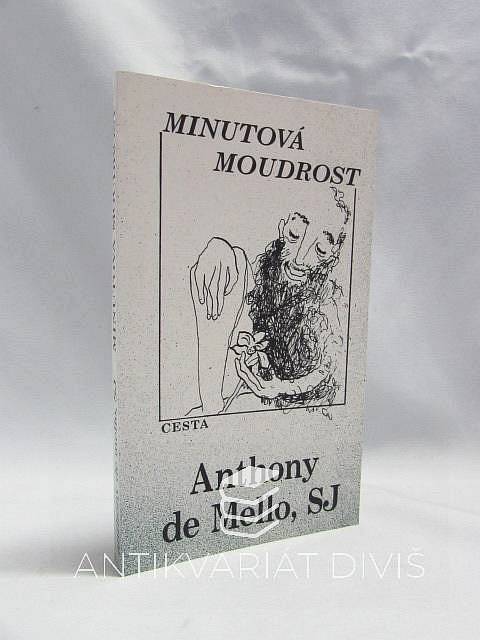 MINUTOVÁ
MOUDROST
CESTA
Anthony
de Mello, SJ
ANTIKVARIÁT DIVIŠ